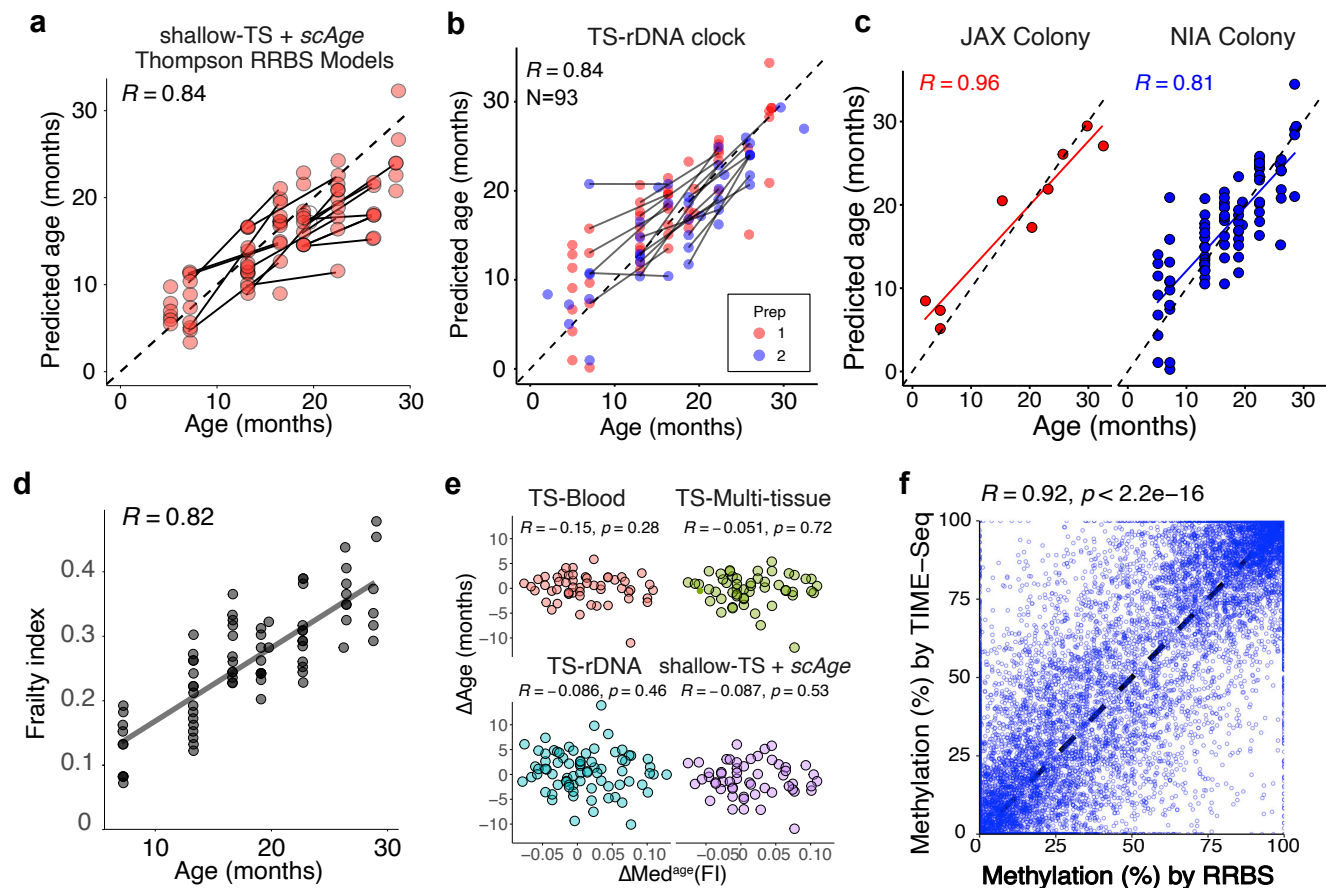 a
shallow-TS + scAge
Thompson RRBS Models
R = 0.84
Predicted age (months)
30
20
10
0
0 10 20 30
Age (months)
b
TS-rDNA clock
R = 0.84
N=93
Predicted age (months)
30
20
10
0
Prep
1
2
0 10 20 30
Age (months)
c
JAX Colony NIA Colony
R = 0.96 R = 0.81
Predicted age (months)
30
20
10
0
0 10 20 30 0 10 20 30
Age (months)
d
R = 0.82
Frailty index
0.4
0.3
0.2
0.1
0
10 20 30
Age (months)
e
TS-Blood TS-Multi-tissue
R = −0.15, p = 0.28 R = −0.051, p = 0.72
10
5
0
−5
−10
ΔAge (months)
TS-rDNA shallow-TS + scAge
R = −0.086, p = 0.46 R = −0.087, p = 0.53
10
5
0
−5
−10
−0.05 0 0.05 0.10 −0.050 0 0.05 0.10
ΔMedage(FI)
f
R = 0.92, p < 2.2e−16
Methylation (%) by TIME−Seq
100
75
50
25
0
0 25 50 75 100
Methylation (%) by RRBS